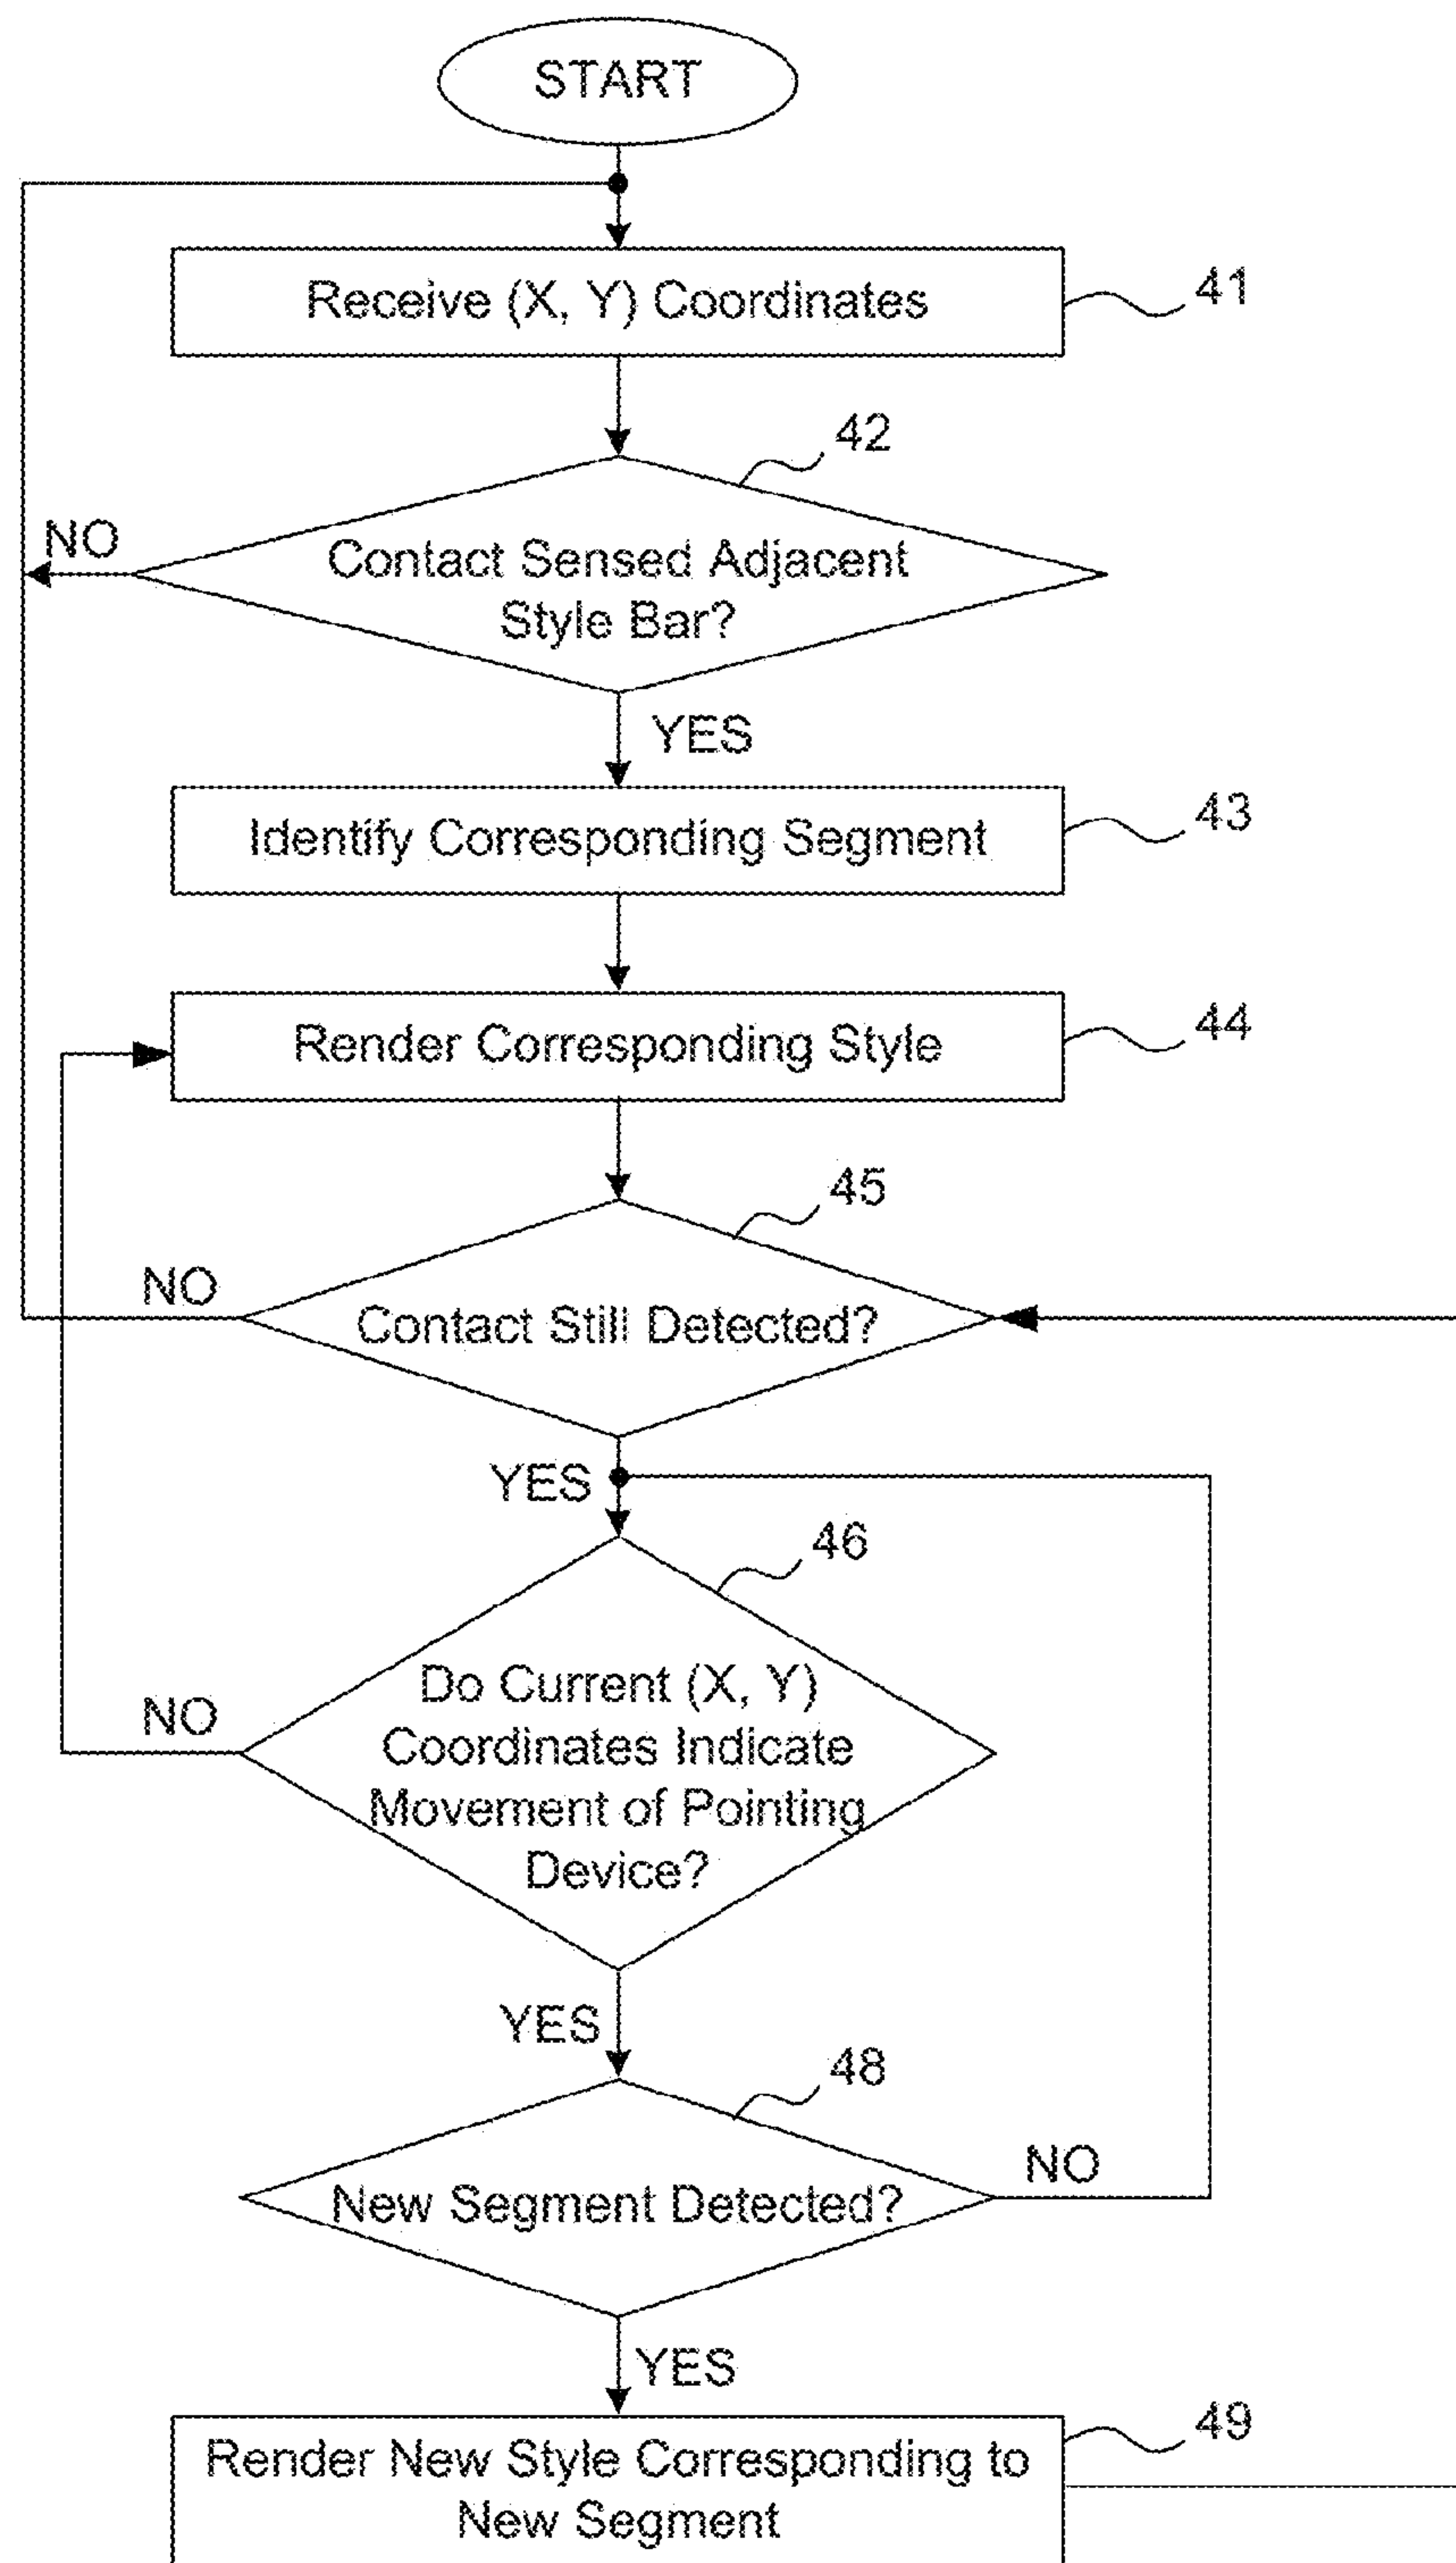 START
Receive (X, Y) Coordinates
41
42
NO
Contact Sensed Adjacent
Style Bar?
YES
Identify Corresponding Segment
43
Render Corresponding Style
44
45
NO
Contact Still Detected?
YES
46
Do Current (X, Y)
Coordinates Indicate
Movement of Pointing
Device?
NO
YES
48
New Segment Detected?
NO
YES
Render New Style Corresponding to
New Segment
49